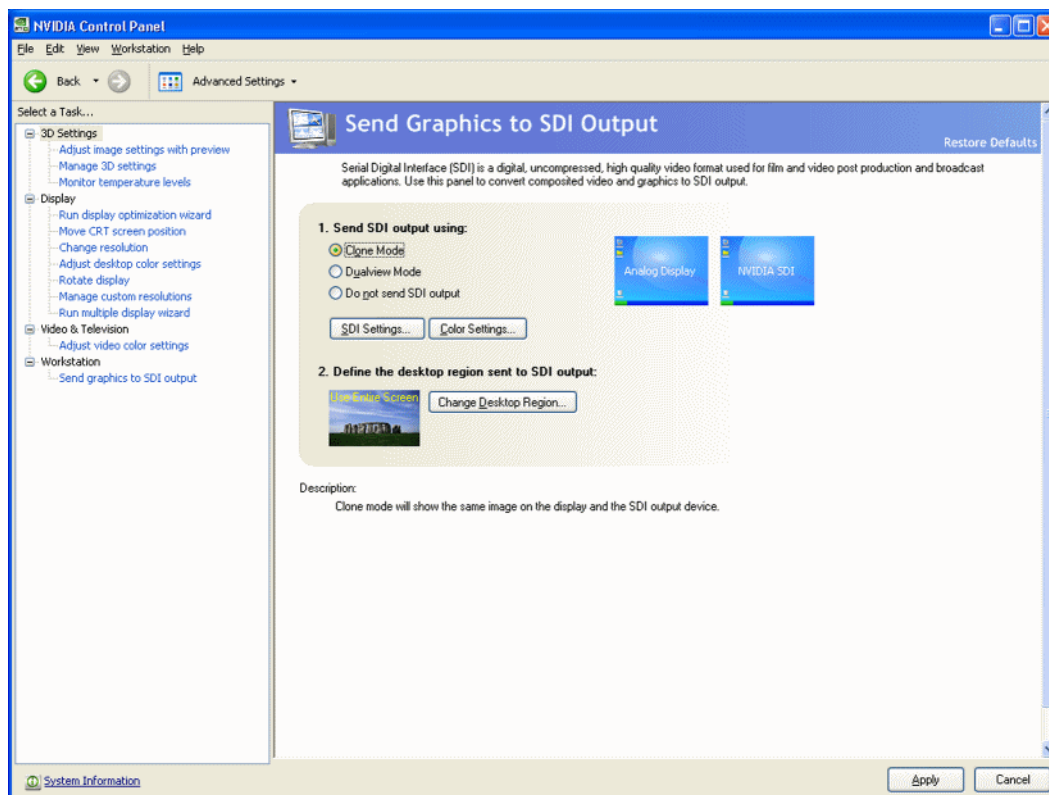 NVIDIA Control Panel
File Edit View Workstation Help
Back Advanced Settings
Select a Task...
3D Settings
Adjust image settings with preview
Manage 3D settings
Monitor temperature levels
Display
Run display optimization wizard
Move CRT screen position
Change resolution
Adjust desktop color settings
Rotate display
Manage custom resolutions
Run multiple display wizard
Video & Television
Adjust video color settings
Workstation
Send graphics to SDI output
System Information
Send Graphics to SDI Output
Restore Defaults
Serial Digital Interface (SDI) is a digital, uncompressed, high quality video format used for film and video post production and broadcast
applications. Use this panel to convert composited video and graphics to SDI output.
1. Send SDI output using:
Clone Mode
Dualview Mode
Do not send SDI output
Analog Display
NVIDIA SDI
SDI Settings... Color Settings...
2. Define the desktop region sent to SDI output:
Use Entire Screen
Change Desktop Region...
Description:
Clone mode will show the same image on the display and the SDI output device.
Apply Cancel